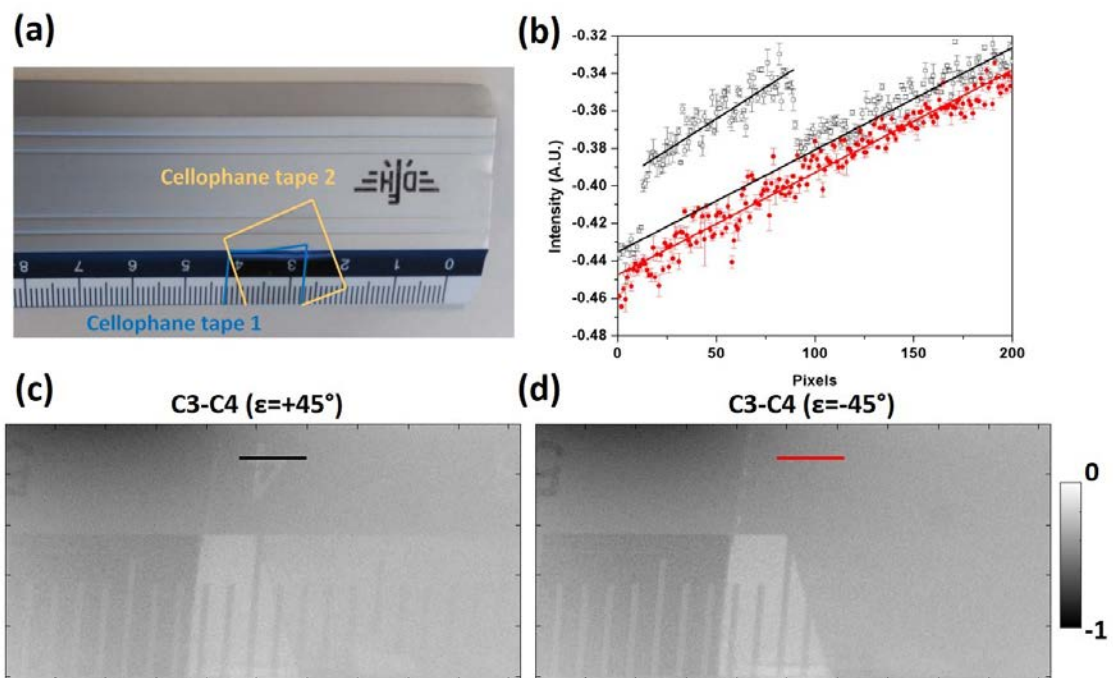 (a)
Cellophane tape 2
DFH
8 7 6 5 4 3 2 1 0
Cellophane tape 1
(b)
Intensity (A.U.)
-0.32
-0.34
-0.36
-0.38
-0.40
-0.42
-0.44
-0.46
-0.48
0 50 100 150 200
Pixels
(c)
C3-C4 (ε=+45°)
(d)
C3-C4 (ε=-45°)
0
-1